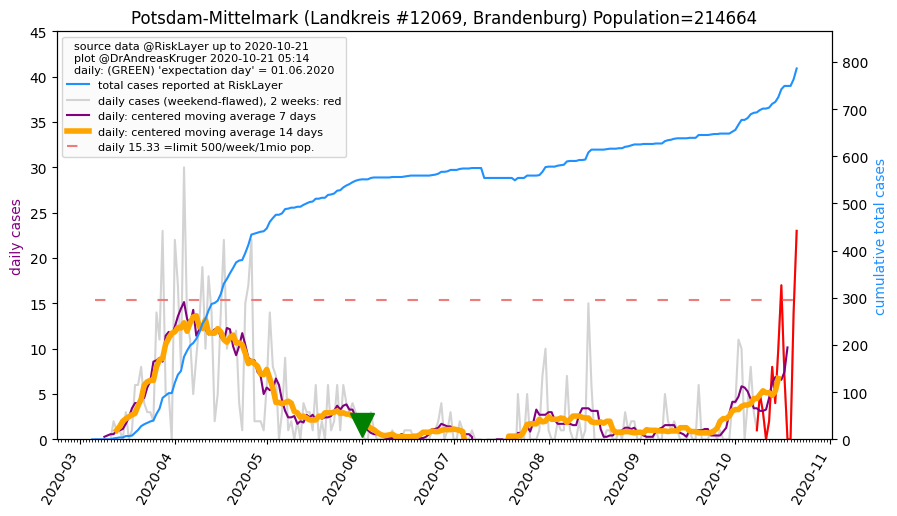 Potsdam-Mittelmark (Landkreis #12069, Brandenburg) Population=214664
source data @RiskLayer up to 2020-10-21
plot @DrAndreasKruger 2020-10-21 05:14
daily: (GREEN) 'expectation day' = 01.06.2020
total cases reported at RiskLayer
daily cases (weekend-flawed), 2 weeks: red
daily: centered moving average 7 days
daily: centered moving average 14 days
daily 15.33 =limit 500/week/1mio pop.
daily cases
45
40
35
30
25
20
15
10
5
0
800
700
600
500
400
300
200
100
0
cumulative total cases
2020-03
2020-04
2020-05
2020-06
2020-07
2020-08
2020-09
2020-10
2020-11